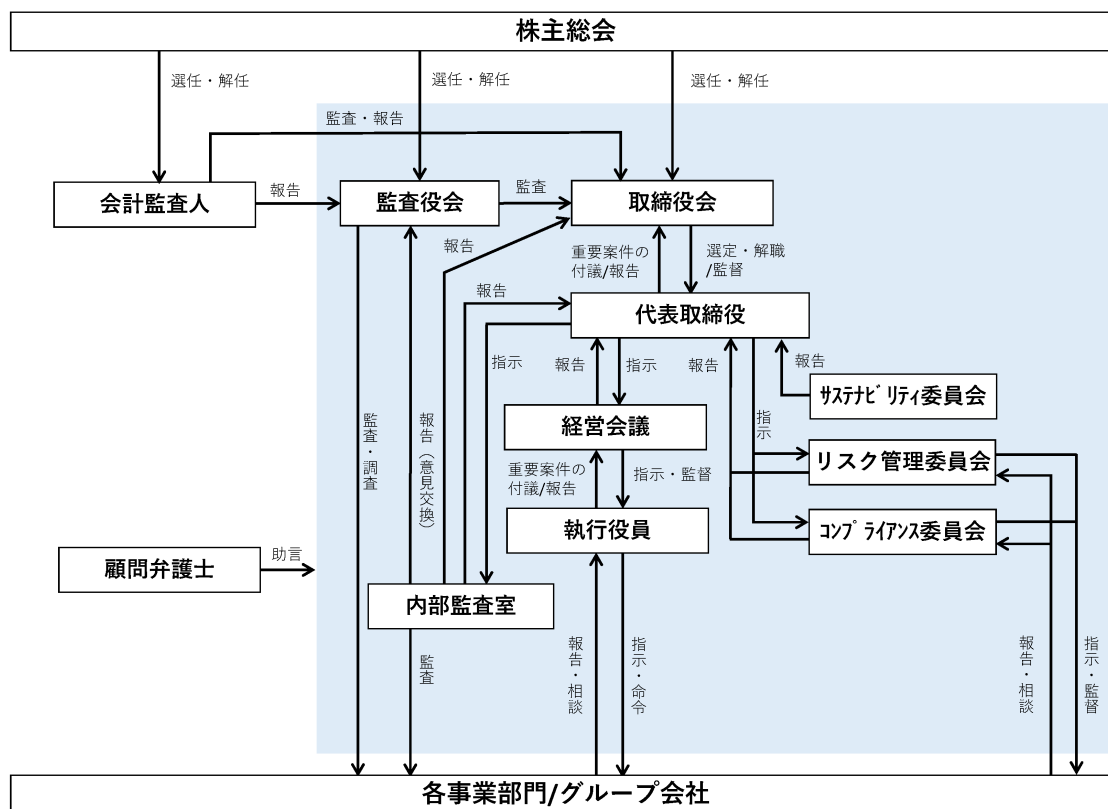 株主総会
選任・解任
選任・解任
選任・解任
監査・報告
会計監査人
報告
監査役会
監査
取締役会
報告
重要案件の
付議/報告
選定・解職
/監督
報告
代表取締役
指示
報告
指示
報告
報告
ｻｽﾃﾅﾋﾞﾘﾃｨ委員会
指示
経営会議
監査・調査
報告（意見交換）
リスク管理委員会
重要案件の
付議/報告
指示・監督
執行役員
ｺﾝﾌﾟﾗｲｱﾝｽ委員会
顧問弁護士
助言
内部監査室
監査
報告・相談
指示・命令
報告・相談
指示・監督
各事業部門/グループ会社